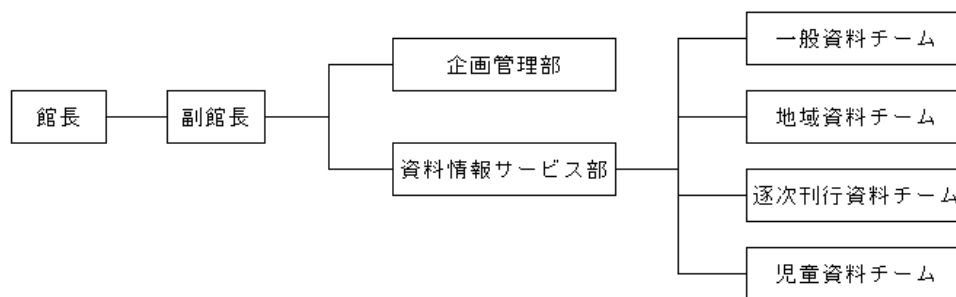 館長
副館長
企画管理部
資料情報サービス部
一般資料チーム
地域資料チーム
逐次刊行資料チーム
児童資料チーム